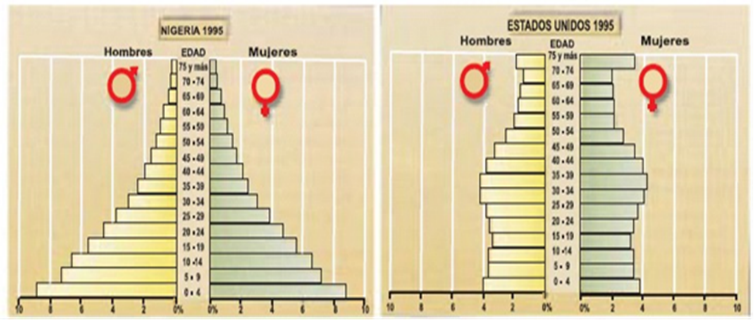 NIGERIA 1995
Hombres EDAD Mujeres
75 y más
70 - 74
65 - 69
60 - 64
55 - 59
50 - 54
45 - 49
40 - 44
35 - 39
30 - 34
25 - 29
20 - 24
15 - 19
10 -14
5 - 9
0 - 4
10 8 6 4 2 0% 0% 2 4 6 8 10
ESTADOS UNIDOS 1995
Hombres EDAD Mujeres
75 y más
70 - 74
65 - 69
60 - 64
55 - 59
50 - 54
45 - 49
40 - 44
35 - 39
30 - 34
25 - 29
20 - 24
15 - 19
10 -14
5 - 9
0 - 4
10 8 6 4 2 0% 0% 2 4 6 8 10